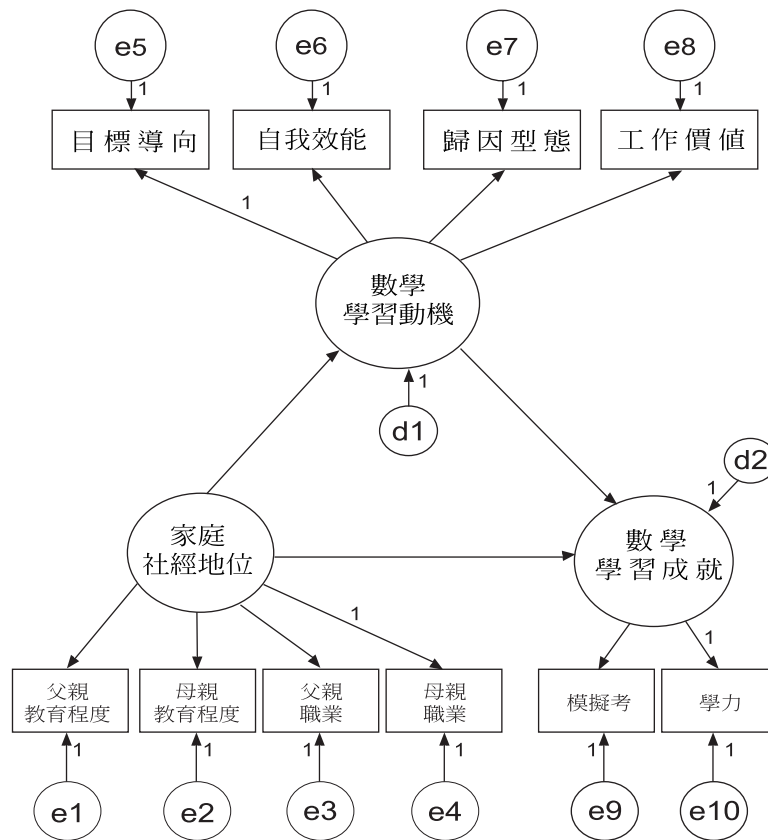 e5
e6
e7
e8
1
1
1
1
目標導向
自我效能
歸因型態
工作價值
1
數學
學習動機
1
d1
d2
1
家庭
社經地位
數學
學習成就
1
1
父親
教育程度
母親
教育程度
父親
職業
母親
職業
模擬考
學力
1
1
1
1
1
1
e1
e2
e3
e4
e9
e10